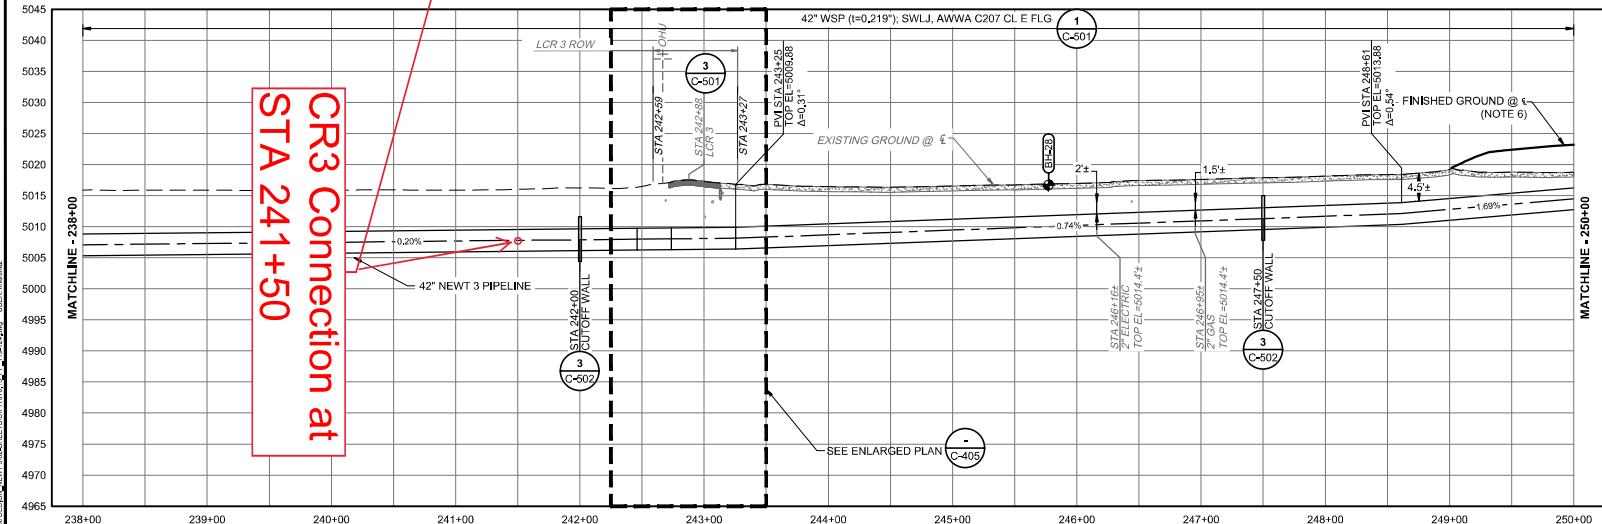 5045
5040
5035
5030
5025
5020
5015
5010
5005
5000
4995
4990
4985
4980
4975
4970
4965
MATCHLINE - 238+00
CR3 Connection at
STA 241+50
42" WSP (t=0.219"); SWLJ, AWWA C207 CL E FLG
1
C-501
LCR 3 ROW
OHU
3
C-501
STA 242+59
STA 242+88
LCR 3
STA 243+27
PVI STA 243+25
TOP EL=5009.88
Δ=0.31°
EXISTING GROUND @ ℄
BH-28
2'±
1.5'±
PVI STA 248+61
TOP EL=5013.88
Δ=0.54°
FINISHED GROUND @ ℄
(NOTE 6)
4.5'±
0.20%
0.74%
1.69%
42" NEWT 3 PIPELINE
STA 242+00
CUTOFF WALL
3
C-502
STA 246+16±
2" ELECTRIC
TOP EL=5014.4'±
STA 246+95±
2" GAS
TOP EL=5014.4'±
STA 247+50
CUTOFF WALL
3
C-502
SEE ENLARGED PLAN
-
C-405
MATCHLINE - 250+00
238+00
239+00
240+00
241+00
242+00
243+00
244+00
245+00
246+00
247+00
248+00
249+00
250+00